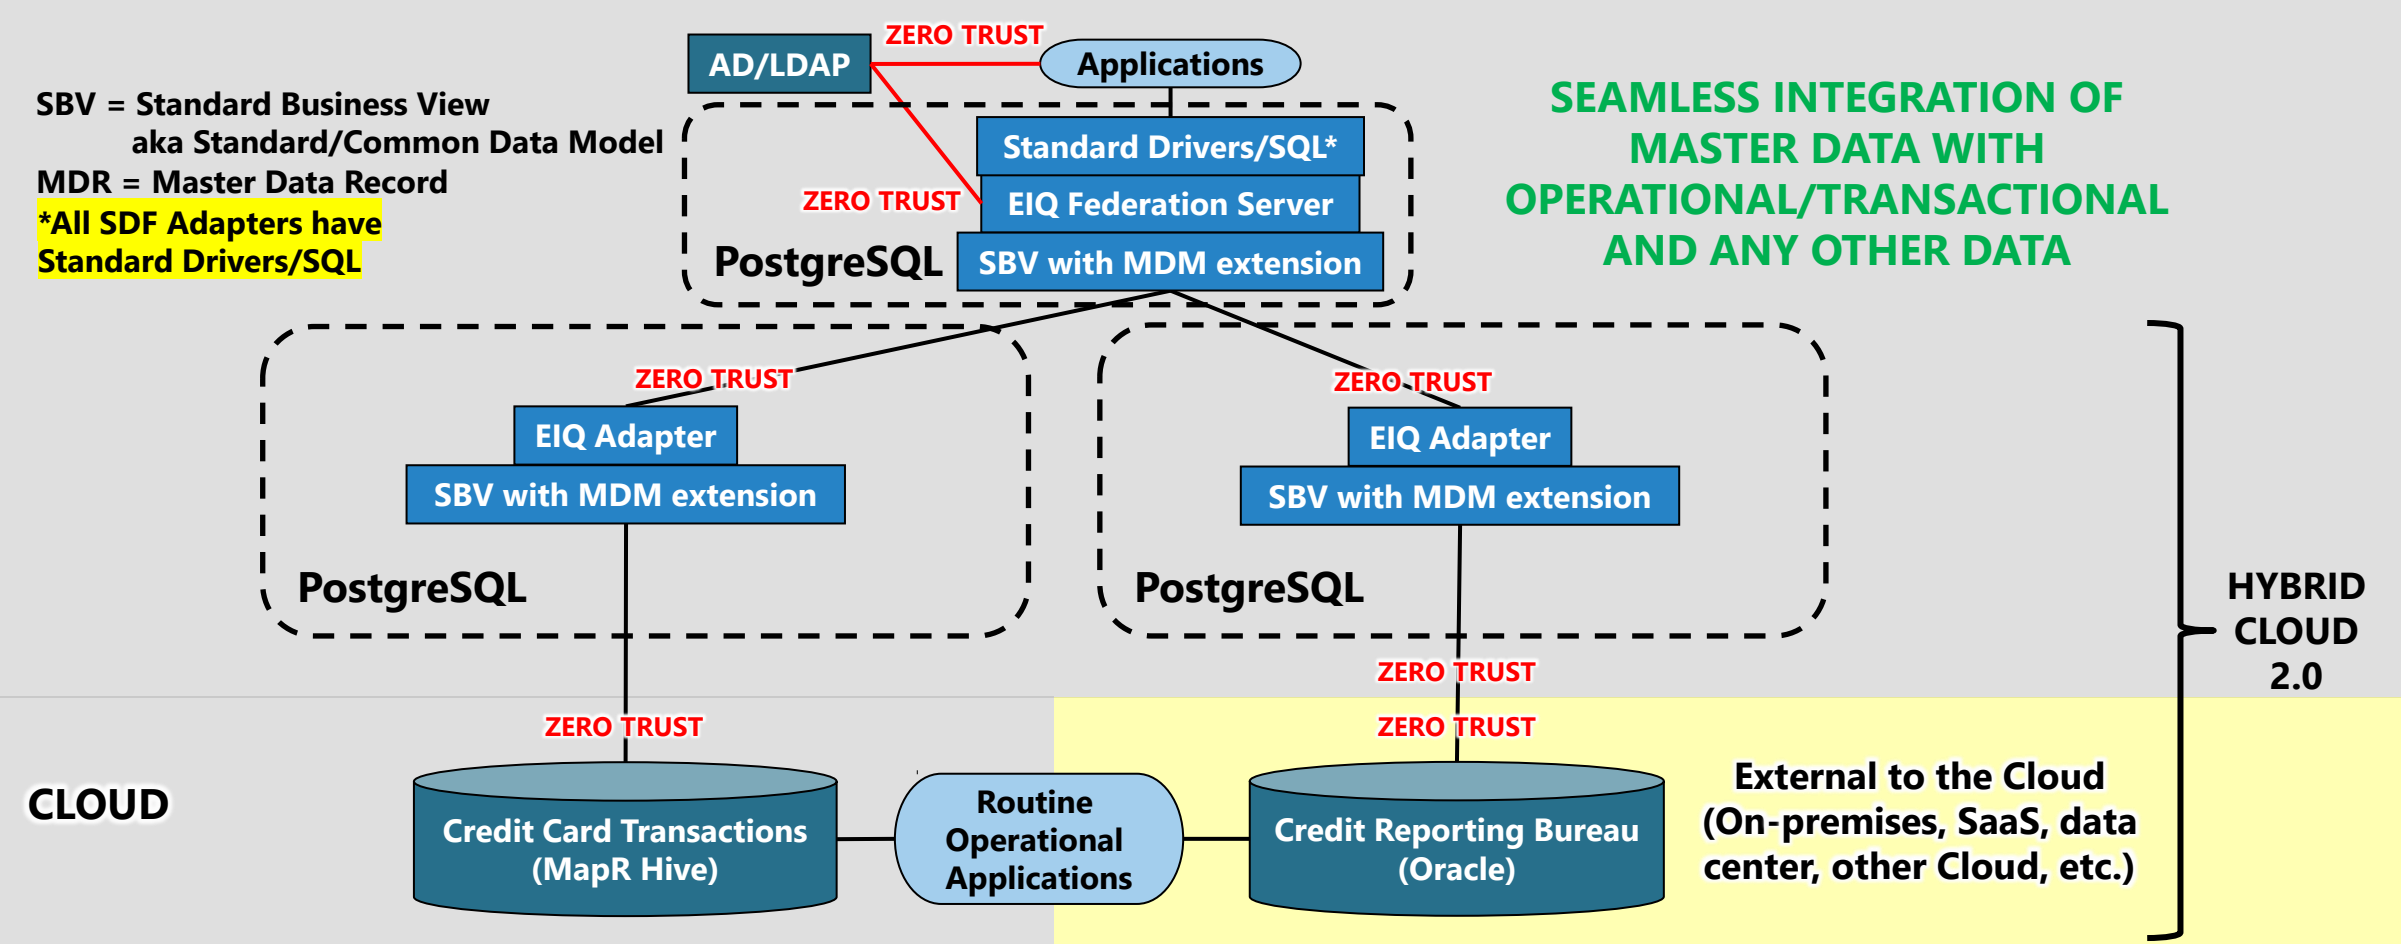 ZERO TRUST
AD/LDAP
Applications
SBV = Standard Business View
aka Standard/Common Data Model
MDR = Master Data Record
*All SDF Adapters have
Standard Drivers/SQL
Standard Drivers/SQL*
ZERO TRUST
EIQ Federation Server
PostgreSQL
SBV with MDM extension
SEAMLESS INTEGRATION OF
MASTER DATA WITH
OPERATIONAL/TRANSACTIONAL
AND ANY OTHER DATA
ZERO TRUST
EIQ Adapter
SBV with MDM extension
PostgreSQL
ZERO TRUST
EIQ Adapter
SBV with MDM extension
PostgreSQL
HYBRID
CLOUD
2.0
ZERO TRUST
ZERO TRUST
ZERO TRUST
CLOUD
Credit Card Transactions
(MapR Hive)
Routine
Operational
Applications
Credit Reporting Bureau
(Oracle)
External to the Cloud
(On-premises, SaaS, data
center, other Cloud, etc.)